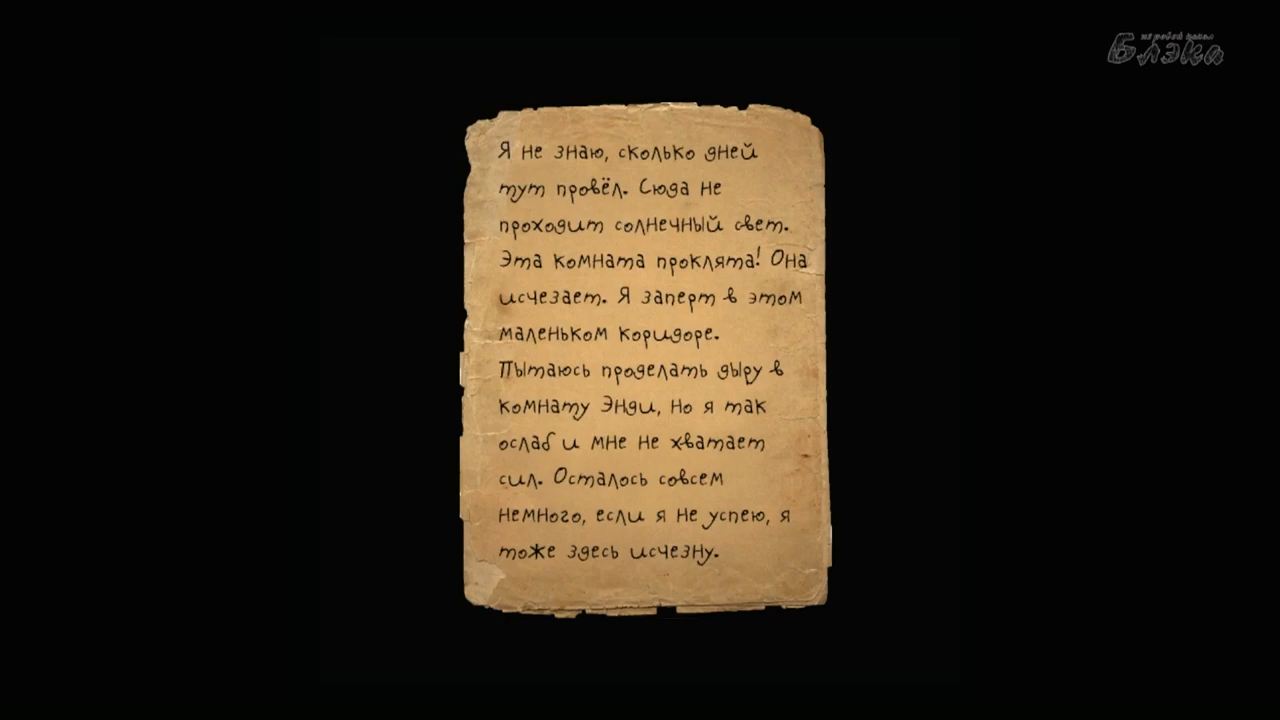 Блэка
Я не знаю, сколько дней
тут провёл. Сюда не
проходит солнечный свет.
Эта комната проклята! Она
исчезает. Я заперт в этом
маленьком коридоре.
Пытаюсь проделать дыру в
комнату Энди, но я так
ослаб и мне не хватает
сил. Осталось совсем
немного, если я не успею, я
тоже здесь исчезну.